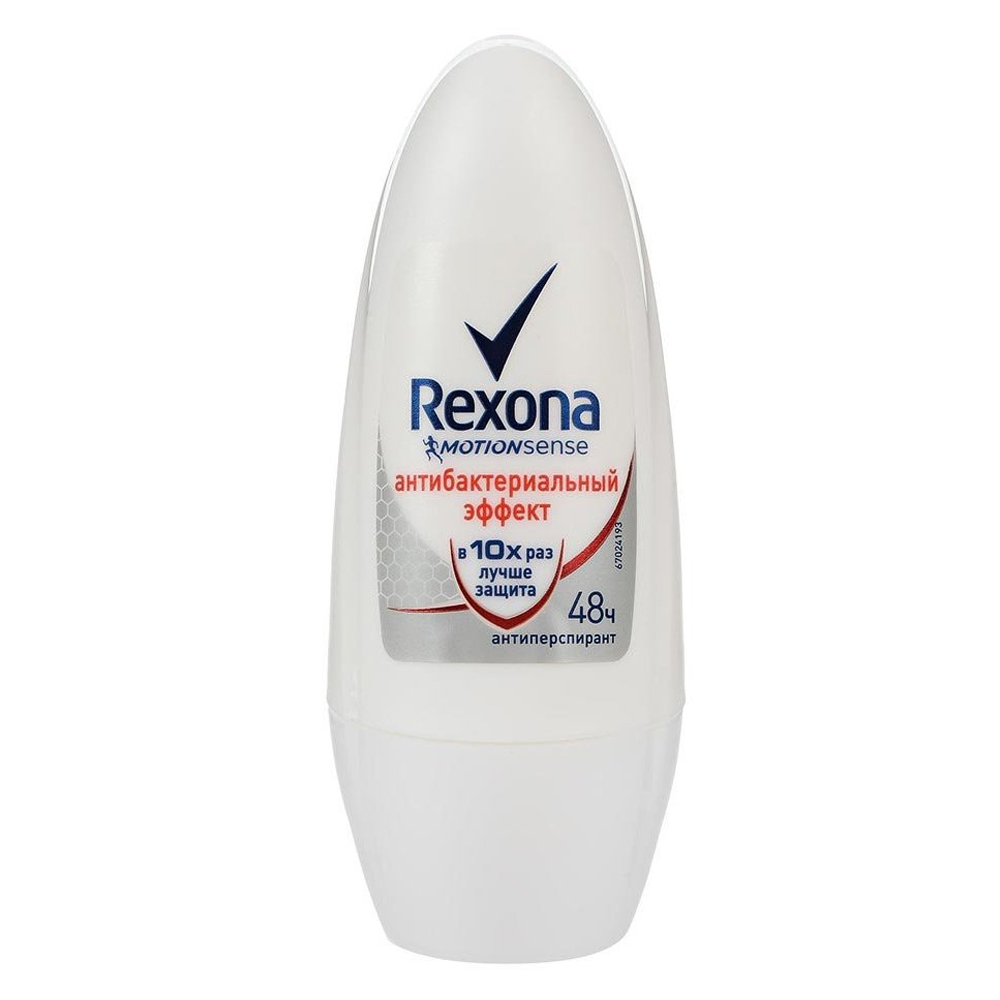 Rexona
MOTIONsense
антибактериальный
эффект
в 10x раз
лучше
защита
48ч
антиперспирант
67024193